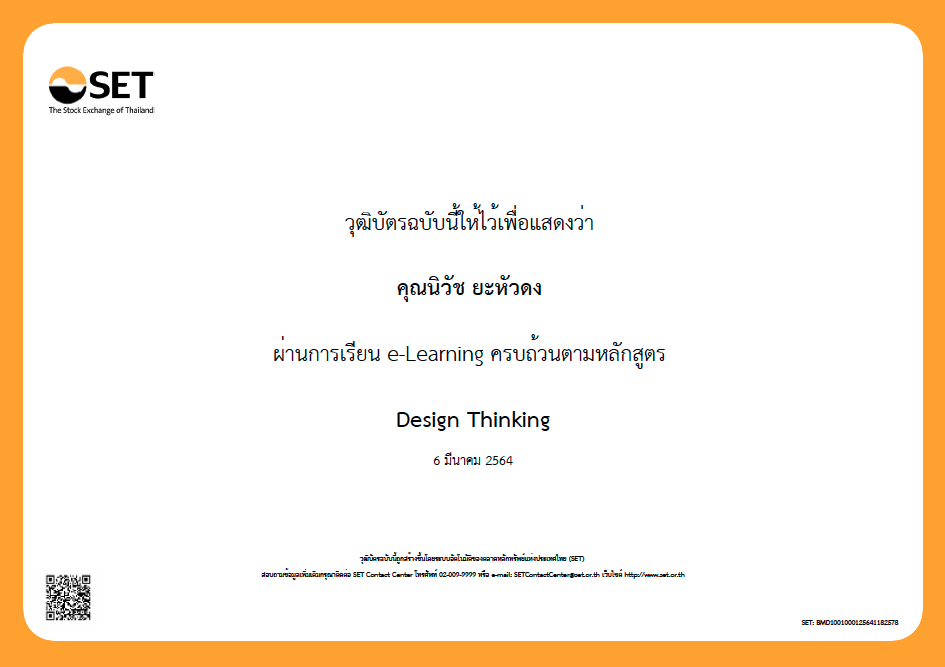 SET
The Stock Exchange of Thailand
วุฒิบัตรฉบับนี้ให้ไว้เพื่อแสดงว่า
คุณนิวัช ยะหัวดง
ผ่านการเรียน e-Learning ครบถ้วนตามหลักสูตร
Design Thinking
6 มีนาคม 2564
วุฒิบัตรฉบับนี้ถูกสร้างขึ้นโดยระบบอัตโนมัติของตลาดหลักทรัพย์แห่งประเทศไทย (SET)
สอบถามข้อมูลเพิ่มเติมกรุณาติดต่อ SET Contact Center โทรศัพท์ 02-009-9999 หรือ e-mail: SETContactCenter@set.or.th เว็บไซต์ http://www.set.or.th
SET: BMD1001000125641182578